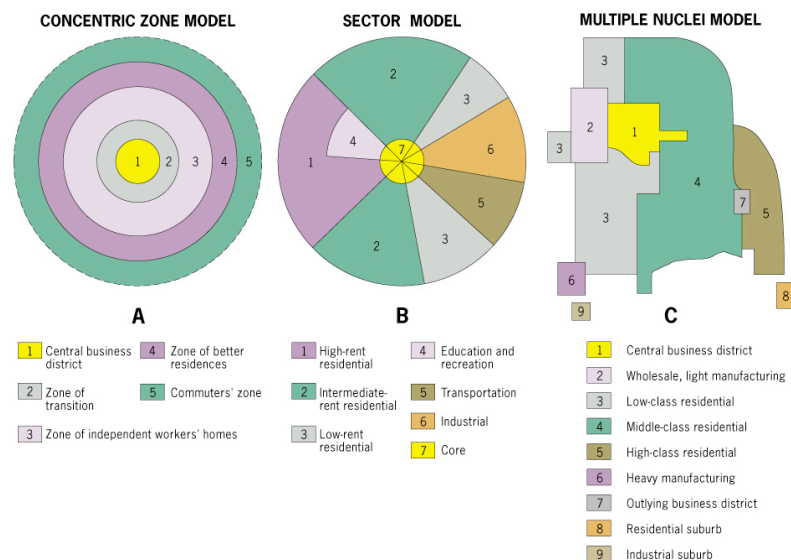 CONCENTRIC ZONE MODEL
1
2
3
4
5
A
1 Central business
district
2 Zone of
transition
3 Zone of independent workers' homes
4 Zone of better
residences
5 Commuters' zone
SECTOR MODEL
2
3
4
7
1
6
5
2
3
B
1 High-rent
residential
2 Intermediate-
rent residential
3 Low-rent
residential
4 Education and
recreation
5 Transportation
6 Industrial
7 Core
MULTIPLE NUCLEI MODEL
3
2
1
3
4
3
7
5
6
8
9
C
1 Central business district
2 Wholesale, light manufacturing
3 Low-class residential
4 Middle-class residential
5 High-class residential
6 Heavy manufacturing
7 Outlying business district
8 Residential suburb
9 Industrial suburb